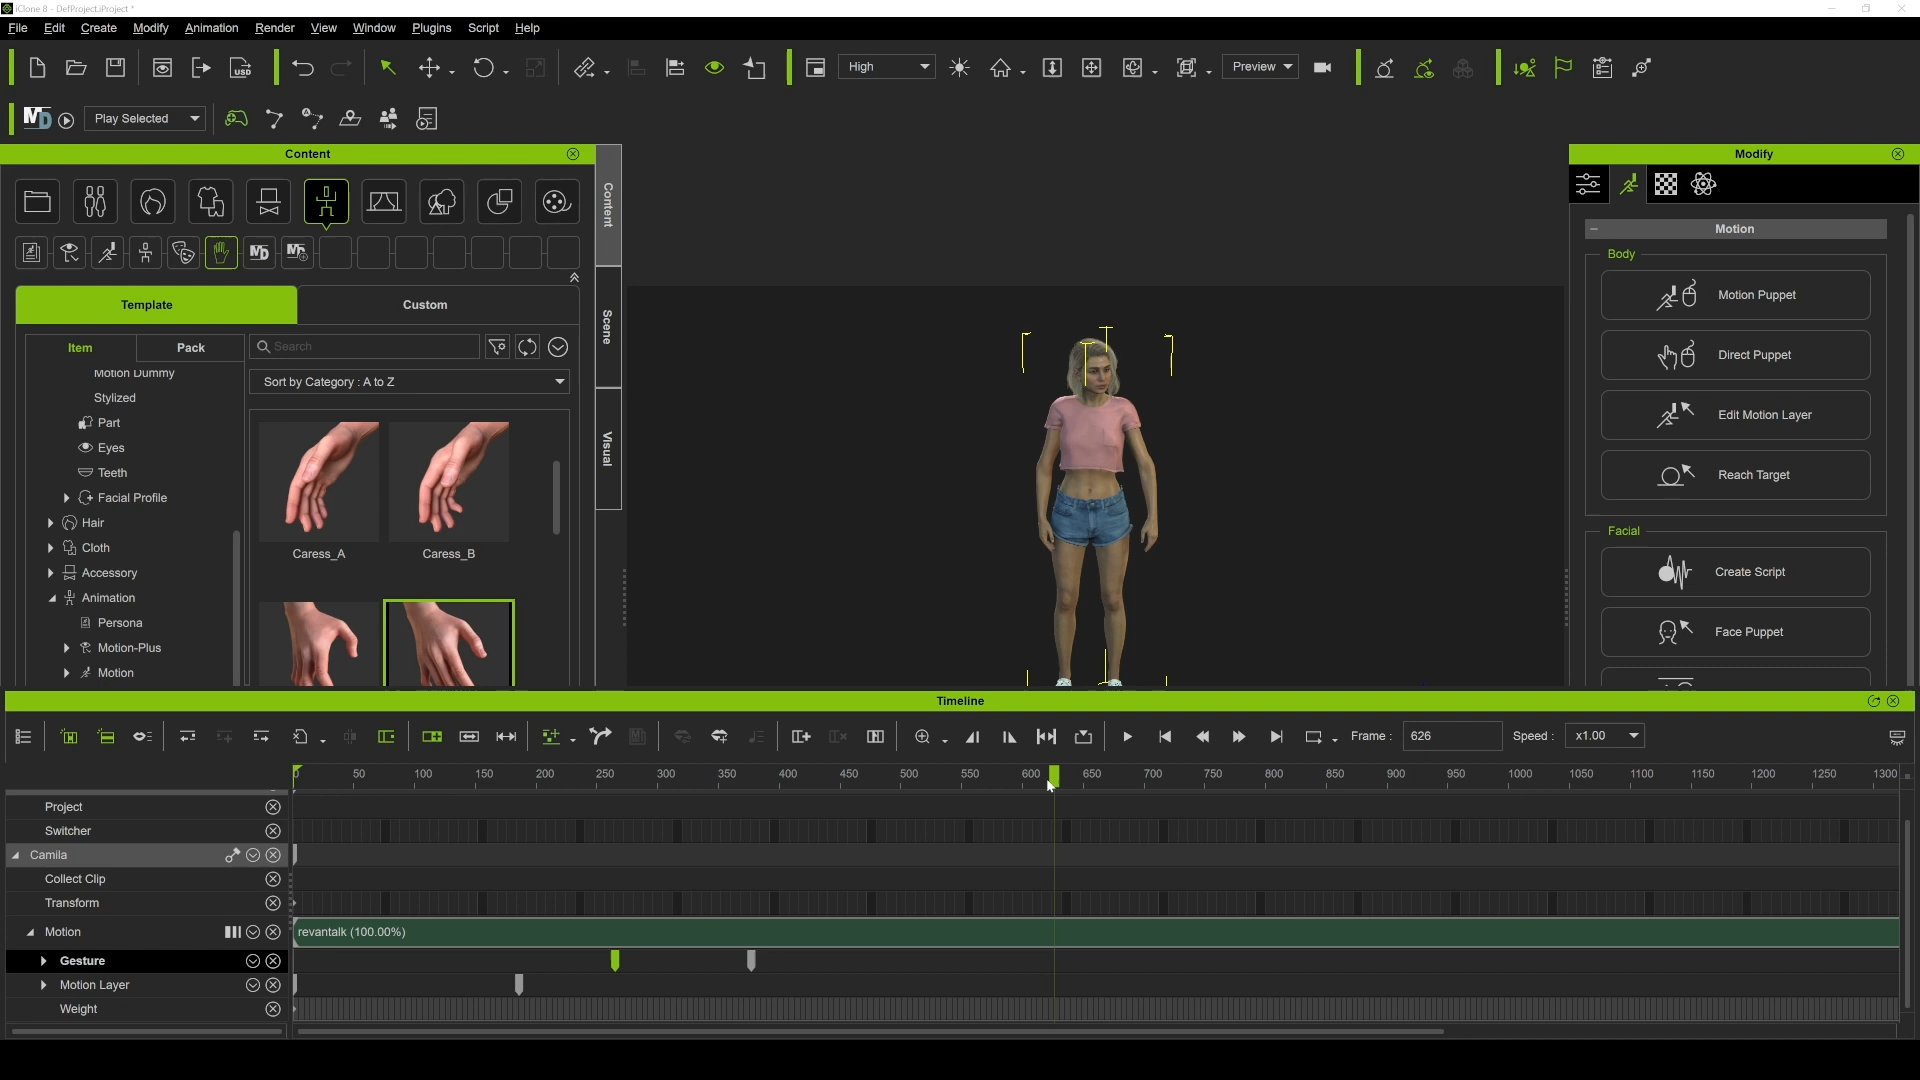 iClone 8 - DefProject.iProject *
File Edit Create Modify Animation Render View Window Plugins Script Help
USD High Preview
MD Play Selected
Content
MD MD
Template Custom
Item Pack Search
Motion Dummy
Sort by Category : A to Z
Stylized
Part
Eyes
Teeth
Facial Profile
Hair
Cloth
Accessory
Animation
Persona
Motion-Plus
Motion
Caress_A Caress_B
Content
Scene
Visual
Modify
Motion
Body
Motion Puppet
Direct Puppet
Edit Motion Layer
Reach Target
Facial
Create Script
Face Puppet
Timeline
Frame : 626 Speed : x1.00
0 50 100 150 200 250 300 350 400 450 500 550 600 650 700 750 800 850 900 950 1000 1050 1100 1150 1200 1250 1300
Project
Switcher
Camila
Collect Clip
Transform
Motion revantalk (100.00%)
Gesture
Motion Layer
Weight